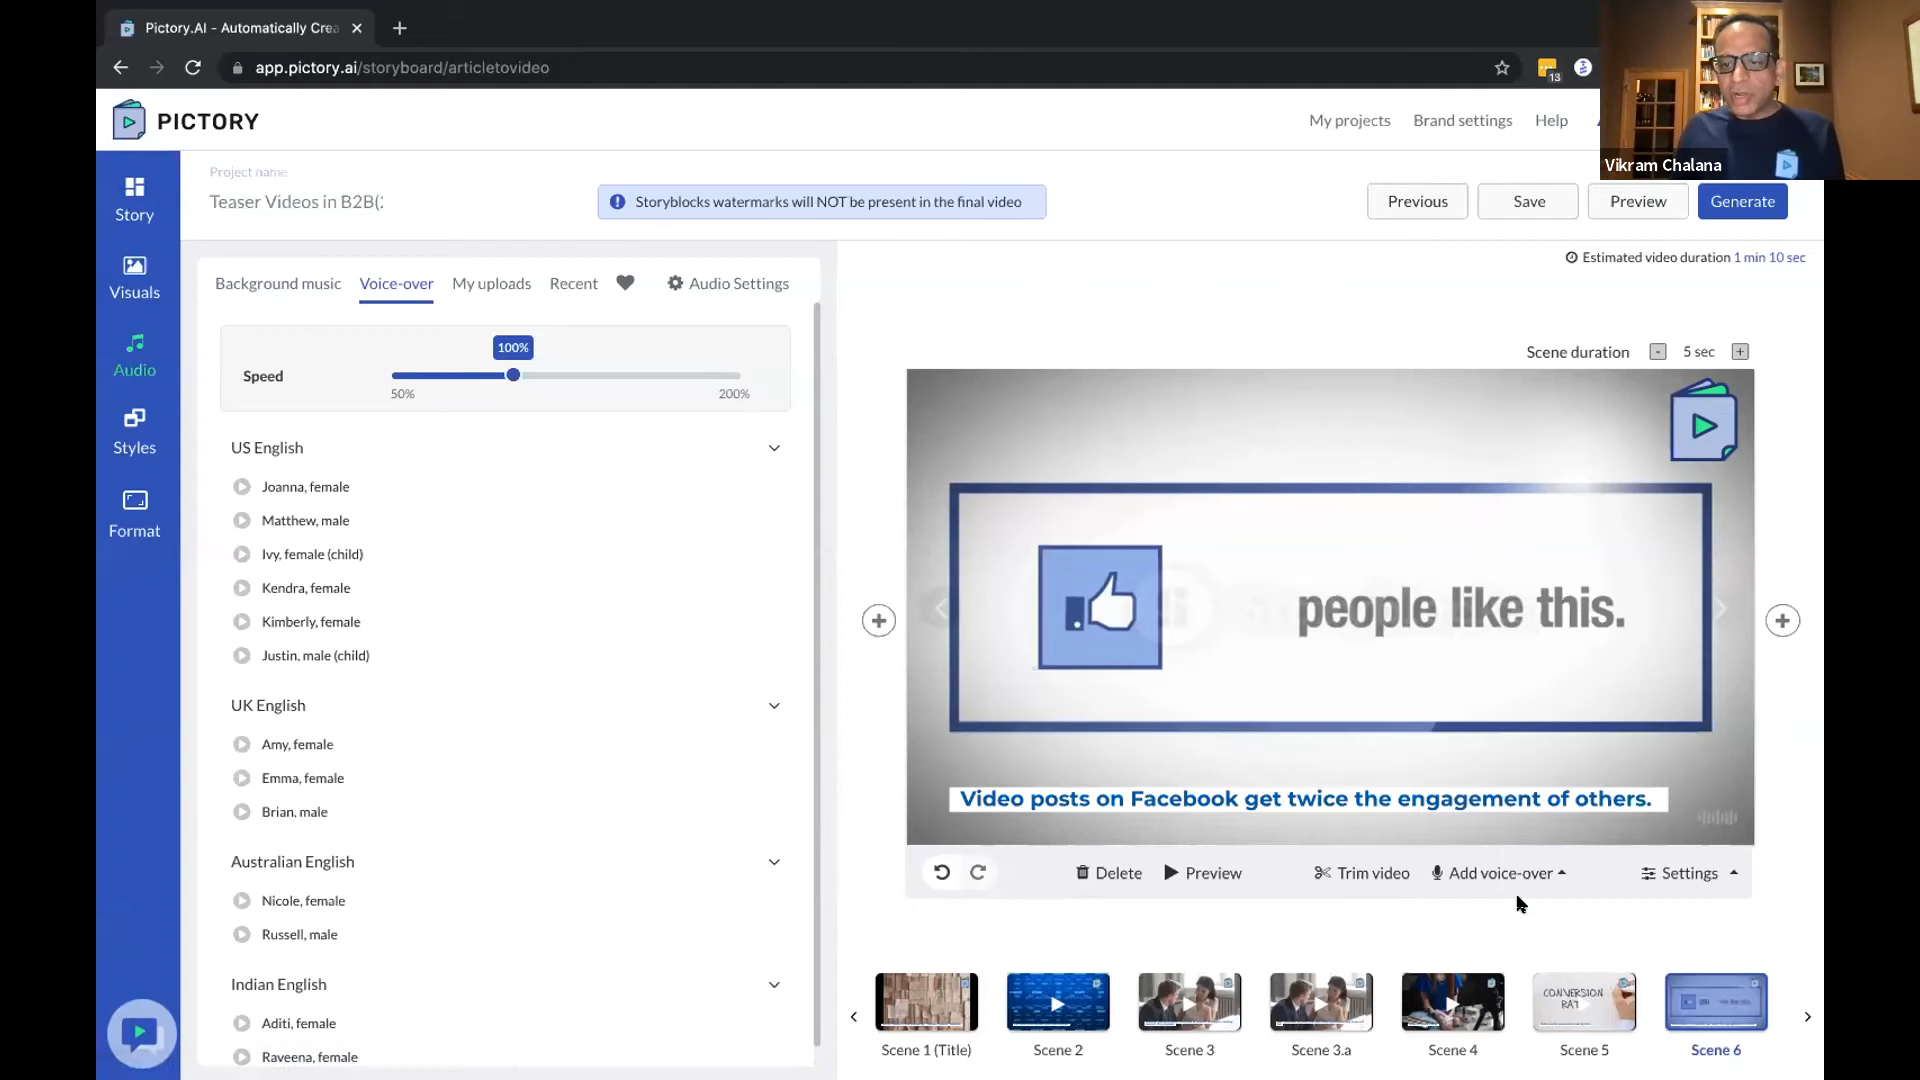 Pictory.AI - Automatically Crea
app.pictory.ai/storyboard/articletovideo
13
PICTORY
My projects
Brand settings
Help
Vikram Chalana
Project name
Teaser Videos in B2B(:
Storyblocks watermarks will NOT be present in the final video
Previous
Save
Preview
Generate
Story
Visuals
Audio
Styles
Format
Estimated video duration 1 min 10 sec
Background music
Voice-over
My uploads
Recent
Audio Settings
100%
Speed
50%
200%
US English
Joanna, female
Matthew, male
Ivy, female (child)
Kendra, female
Kimberly, female
Justin, male (child)
UK English
Amy, female
Emma, female
Brian, male
Australian English
Nicole, female
Russell, male
Indian English
Aditi, female
Raveena, female
Scene duration
-
5 sec
+
people like this.
Video posts on Facebook get twice the engagement of others.
Delete
Preview
Trim video
Add voice-over
Settings
CONVERSION
RAT
Scene 1 (Title)
Scene 2
Scene 3
Scene 3.a
Scene 4
Scene 5
Scene 6